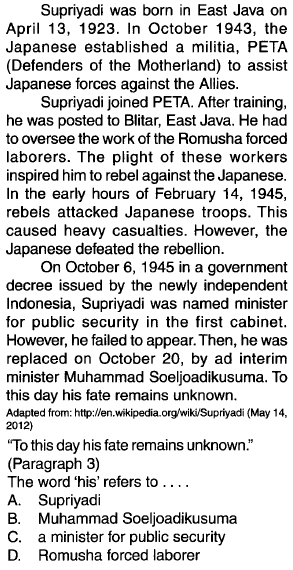 Supriyadi was born in East Java on
April 13, 1923. In October 1943, the
Japanese established a militia, PETA
(Defenders of the Motherland) to assist
Japanese forces against the Allies.
Supriyadi joined PETA. After training,
he was posted to Blitar, East Java. He had
to oversee the work of the Romusha forced
laborers. The plight of these workers
inspired him to rebel against the Japanese.
In the early hours of February 14, 1945,
rebels attacked Japanese troops. This
caused heavy casualties. However, the
Japanese defeated the rebellion.
On October 6, 1945 in a government
decree issued by the newly independent
Indonesia, Supriyadi was named minister
for public security in the first cabinet.
However, he failed to appear. Then, he was
replaced on October 20, by ad interim
minister Muhammad Soeljoadikusuma. To
this day his fate remains unknown.
Adapted from: http://en.wikipedia.org/wiki/Supriyadi (May 14,
2012)
“To this day his fate remains unknown.”
(Paragraph 3)
The word ‘his’ refers to . . . .
A. Supriyadi
B. Muhammad Soeljoadikusuma
C. a minister for public security
D. Romusha forced laborer